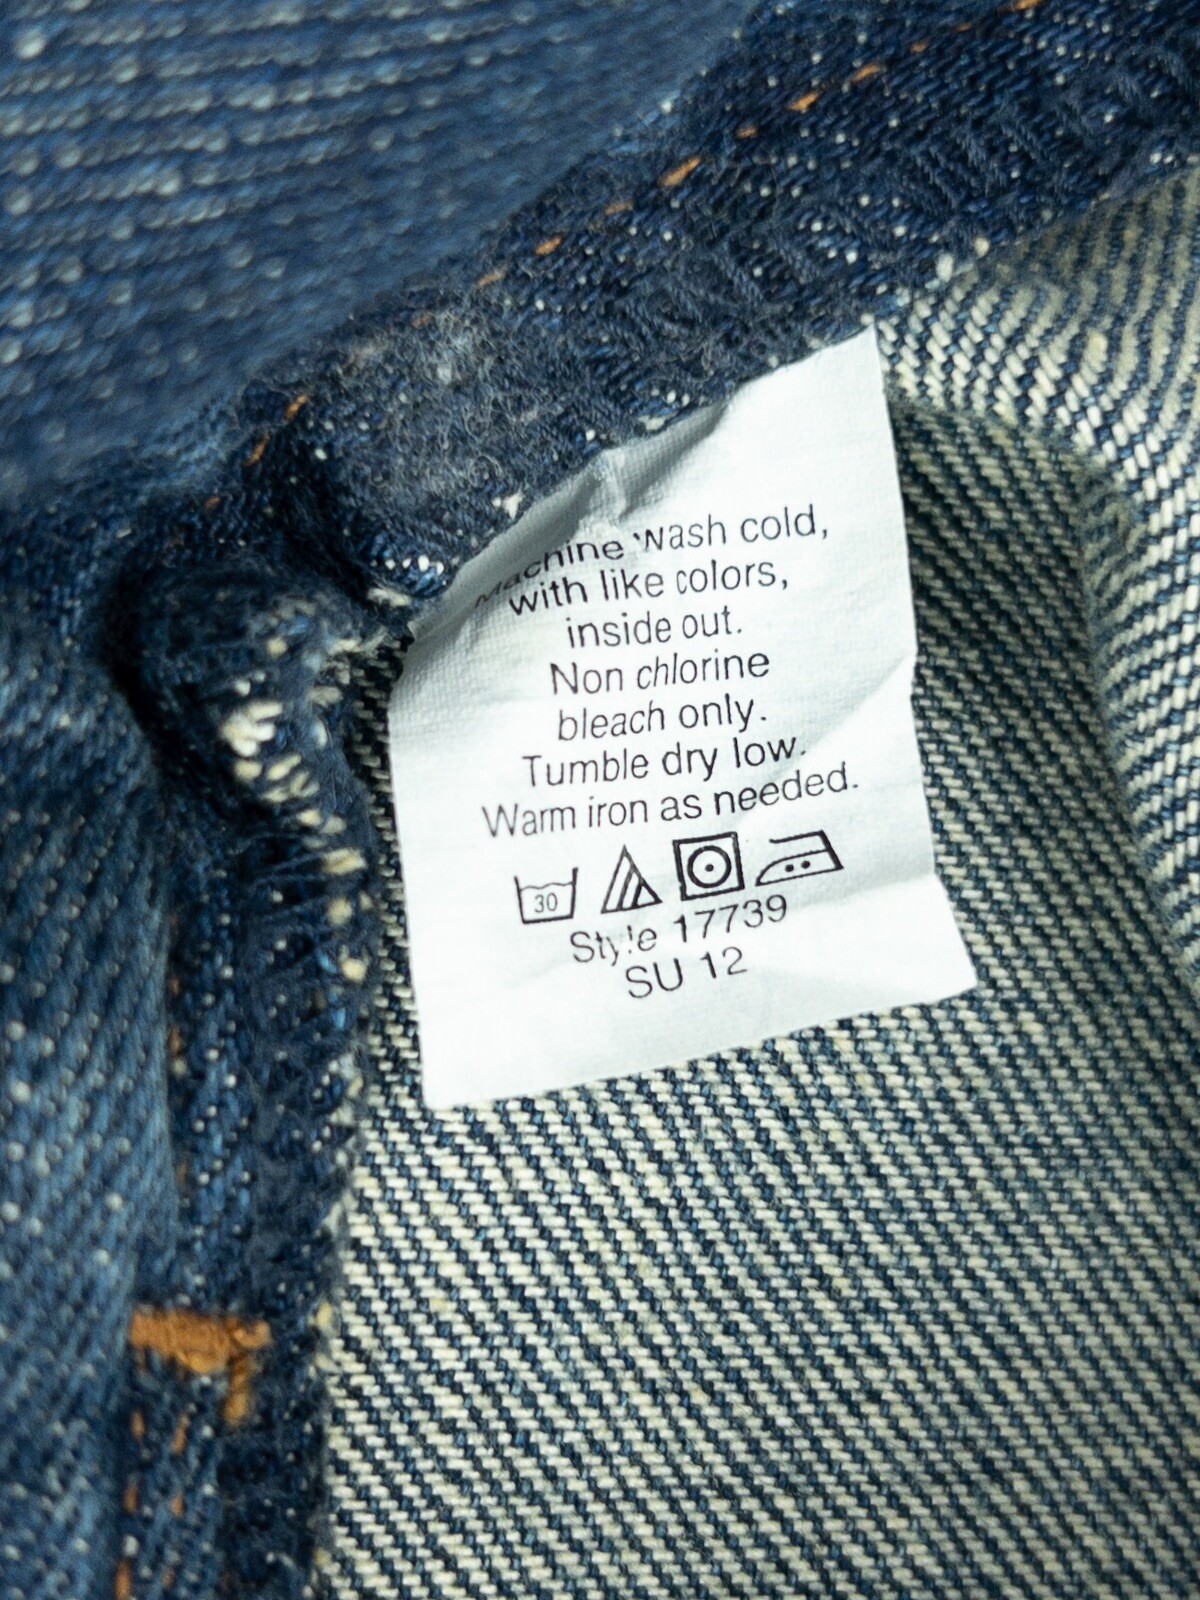 Machine wash cold,
with like colors,
inside out.
Non chlorine
bleach only.
Tumble dry low.
Warm iron as needed.
30
Style 17739
SU 12